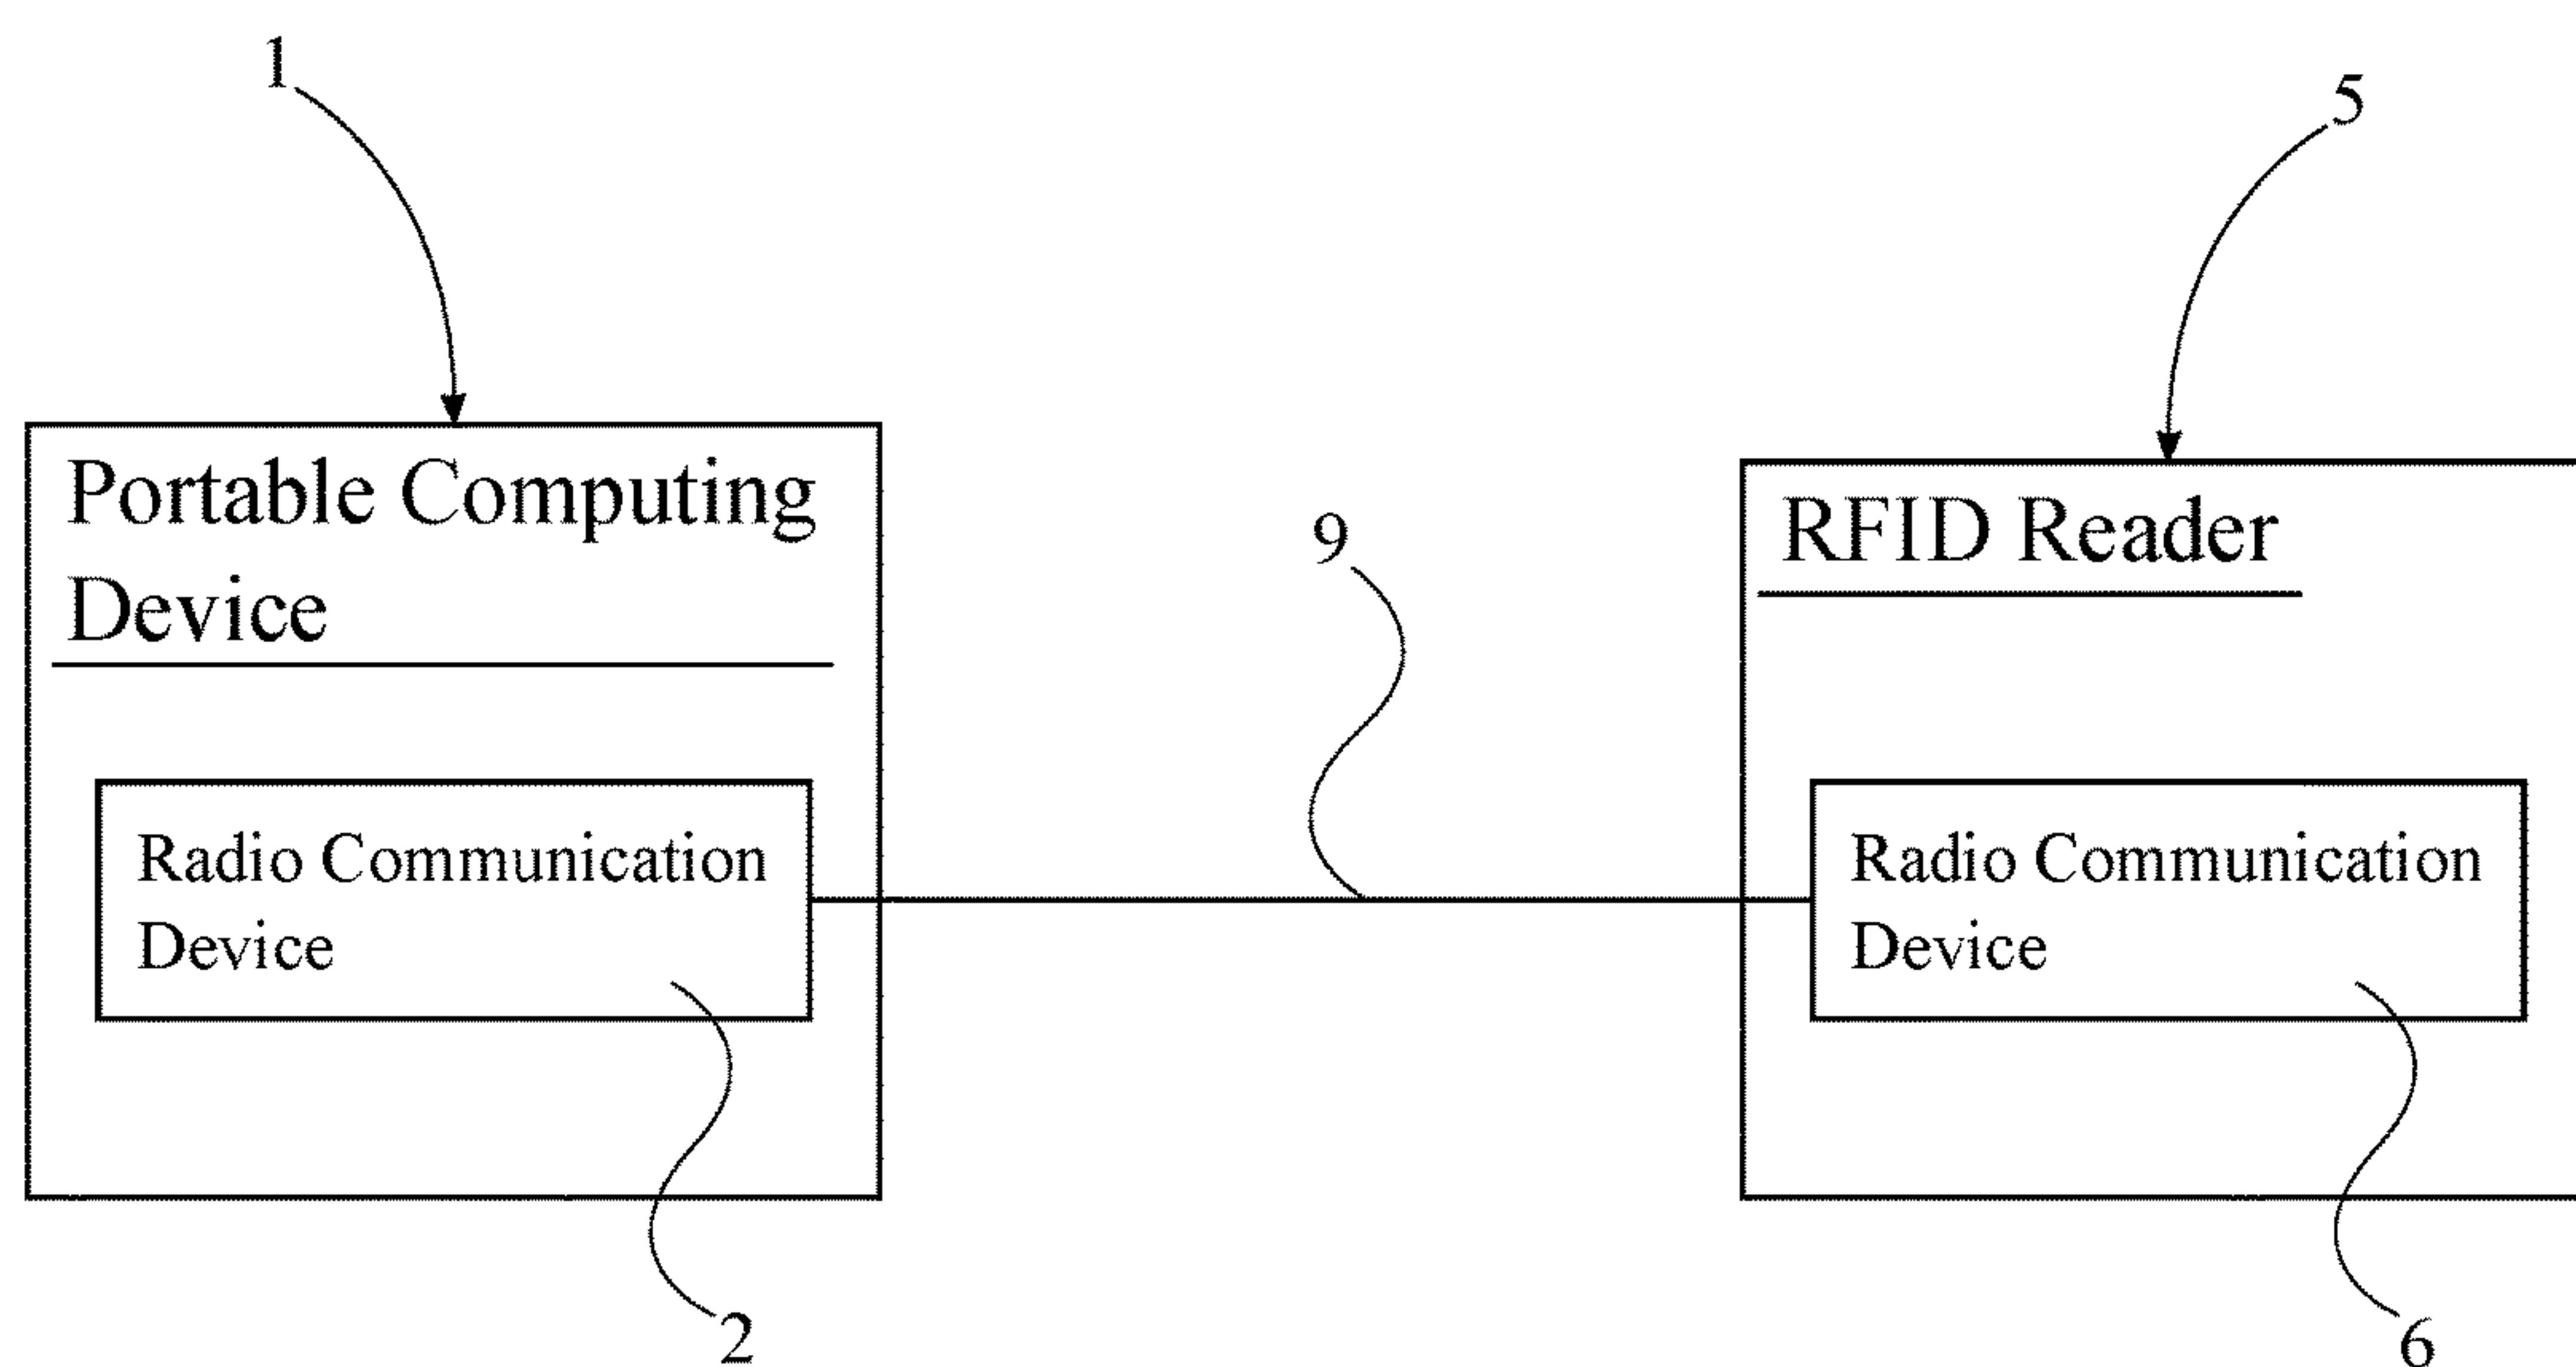 1
5
Portable Computing
Device
RFID Reader
9
Radio Communication
Device
Radio Communication
Device
2
6